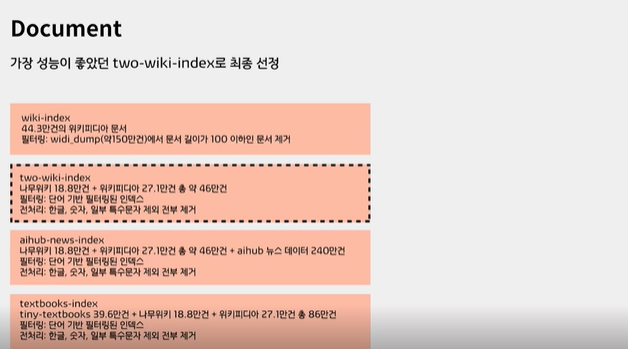 Document
가장 성능이 좋았던 two-wiki-index로 최종 선정
wiki-index
44.3만건의 위키피디아 문서
필터링: widi_dump(약150만건)에서 문서 길이가 100 이하인 문서 제거
two-wiki-index
나무위키 18.8만건 + 위키피디아 27.1만건 총 약 46만건
필터링: 단어 기반 필터링된 인덱스
전처리: 한글, 숫자, 일부 특수문자 제외 전부 제거
aihub-news-index
나무위키 18.8만건 + 위키피디아 27.1만건 총 약 46만건 + aihub 뉴스 데이터 240만건
필터링: 단어 기반 필터링된 인덱스
전처리: 한글, 숫자, 일부 특수문자 제외 전부 제거
textbooks-index
tiny-textbooks 39.6만건 + 나무위키 18.8만건 + 위키피디아 27.1만건 총 86만건
필터링: 단어 기반 필터링된 인덱스
전처리: 한글, 숫자, 일부 특수문자 제외 전부 제거